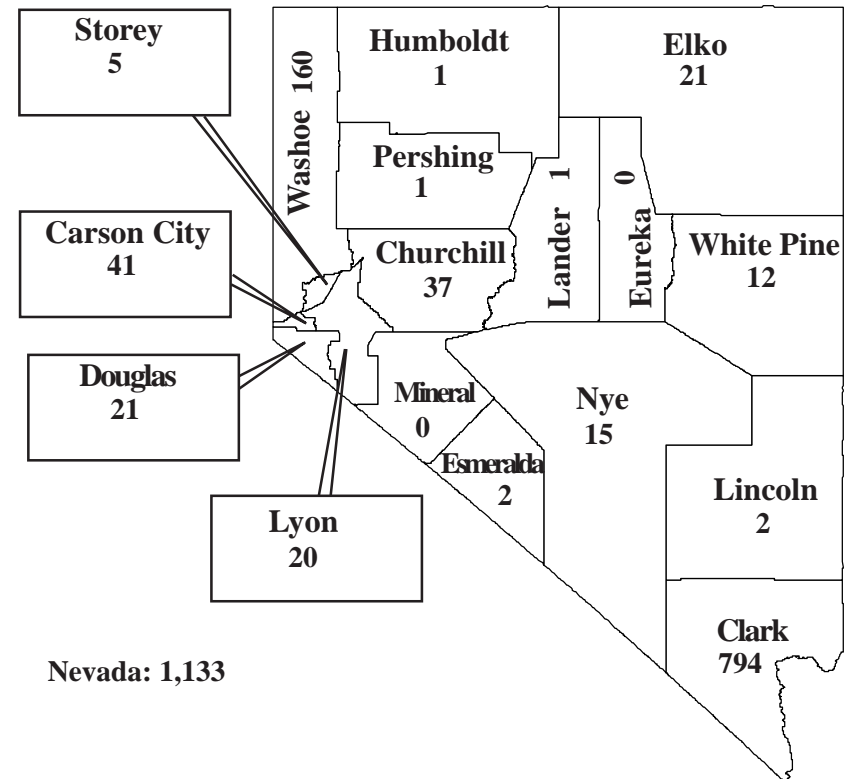 Storey
5
Humboldt
1
Elko
21
Washoe 160
Pershing
1
Lander 1
Eureka 0
Carson City
41
Churchill
37
White Pine
12
Douglas
21
Mineral
0
Nye
15
Esmeralda
2
Lincoln
2
Lyon
20
Clark
794
Nevada: 1,133